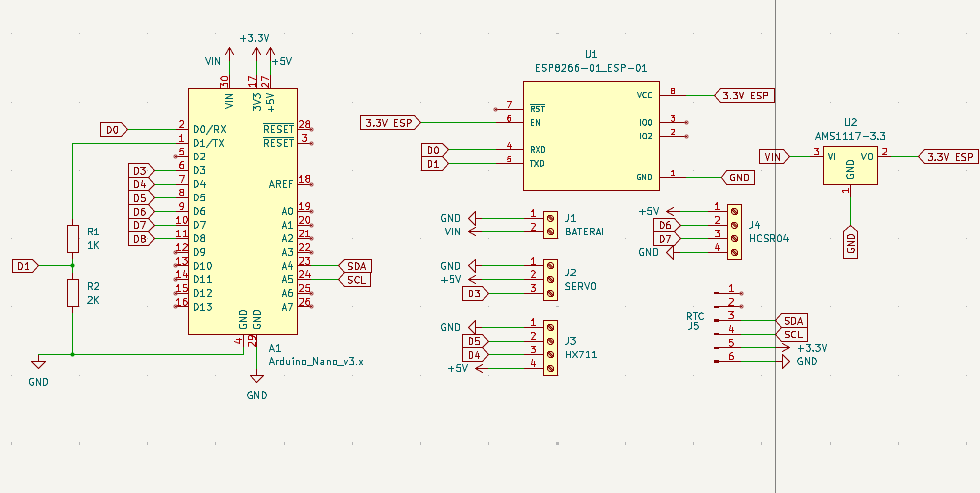 +3.3V
VIN
+5V
30
17
27
VIN
3V3
+5V
D0
2
D0/RX
RESET
28
1
D1/TX
RESET
3
5
D2
D3
6
D3
D4
7
D4
AREF
18
D5
8
D5
D6
9
D6
A0
19
D7
10
D7
A1
20
D8
11
D8
A2
21
12
D9
A3
22
13
D10
A4
23
SDA
14
D11
A5
24
SCL
15
D12
A6
25
16
D13
A7
26
GND
GND
4
29
A1
Arduino_Nano_v3.x
GND
R1
1K
D1
R2
2K
GND
U1
ESP8266-01_ESP-01
7
RST
VCC
8
3.3V ESP
3.3V ESP
6
EN
IO0
3
IO2
2
D0
4
RXD
D1
5
TXD
GND
1
GND
U2
AMS1117-3.3
VIN
3
VI
VO
2
3.3V ESP
GND
1
GND
GND
1
J1
VIN
2
BATERAI
GND
1
J2
+5V
2
SERVO
D3
3
GND
1
D5
2
J3
D4
3
HX711
+5V
4
+5V
1
D6
2
J4
D7
3
HCSR04
GND
4
RTC
J5
1
2
3
SDA
4
SCL
5
+3.3V
6
GND